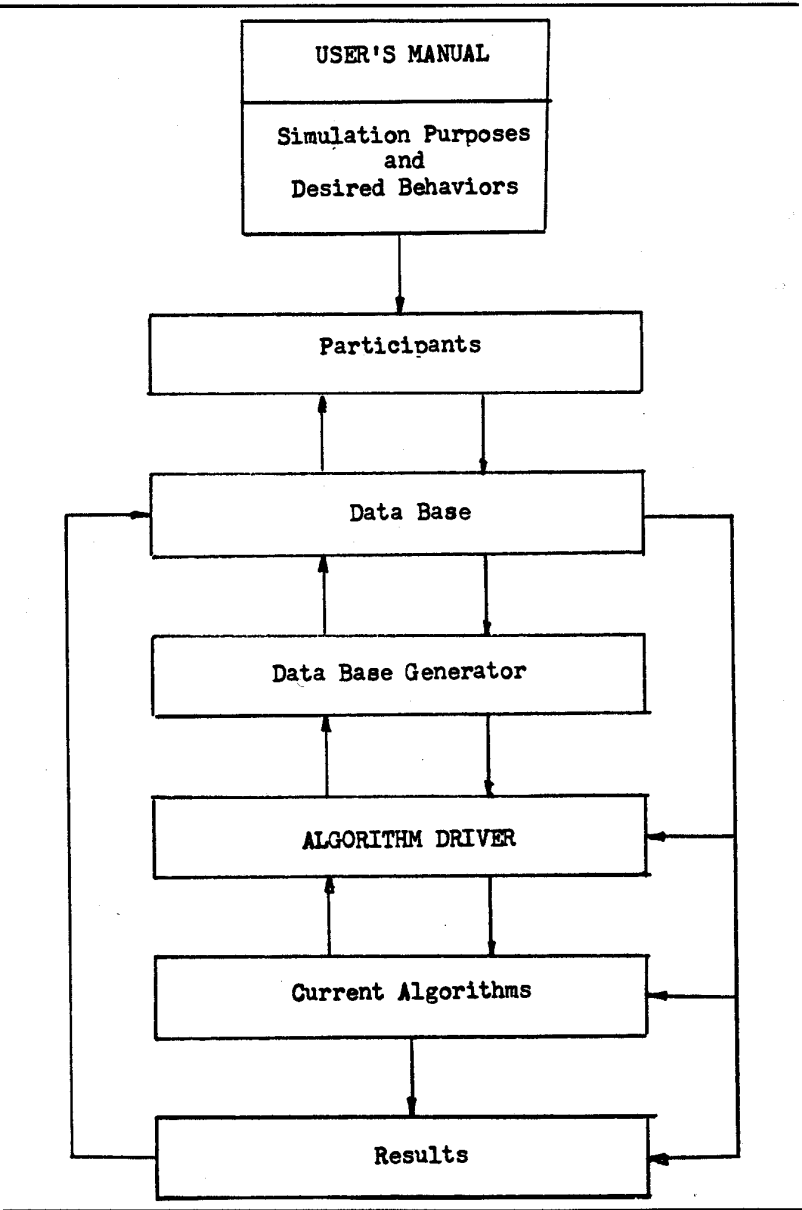 USER'S MANUAL
Simulation Purposes
and
Desired Behaviors
Participants
Data Base
Data Base Generator
ALGORITHM DRIVER
Current Algorithms
Results